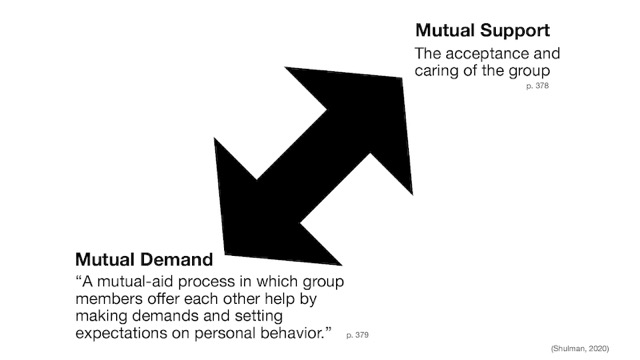 Mutual Support
The acceptance and
caring of the group
p. 378
Mutual Demand
“A mutual-aid process in which group
members offer each other help by
making demands and setting
expectations on personal behavior.” p. 379
(Shulman, 2020)